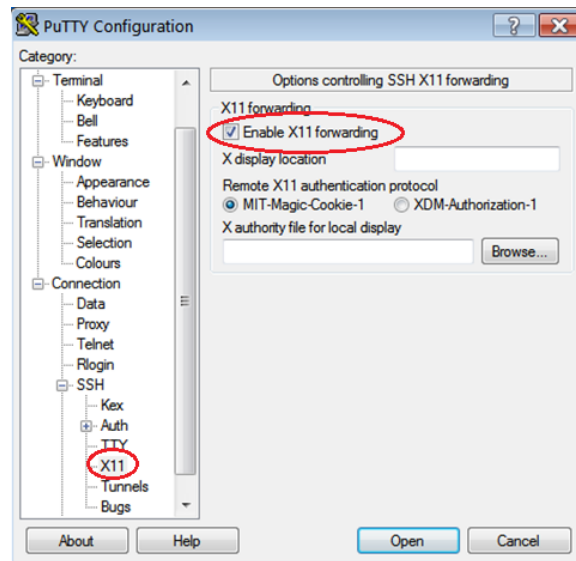 PuTTY Configuration
Category:
Terminal
Keyboard
Bell
Features
Window
Appearance
Behaviour
Translation
Selection
Colours
Connection
Data
Proxy
Telnet
Rlogin
SSH
Kex
Auth
TTY
X11
Tunnels
Bugs
Options controlling SSH X11 forwarding
X11 forwarding
Enable X11 forwarding
X display location
Remote X11 authentication protocol
MIT-Magic-Cookie-1 XDM-Authorization-1
X authority file for local display
Browse...
About Help Open Cancel